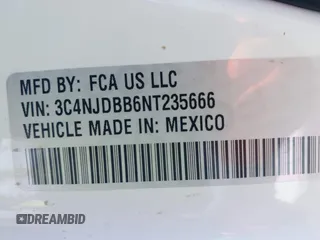 MFD BY: FCA US LLC
VIN: 3C4NJDBB6NT235666
VEHICLE MADE IN: MEXICO
DREAMBID